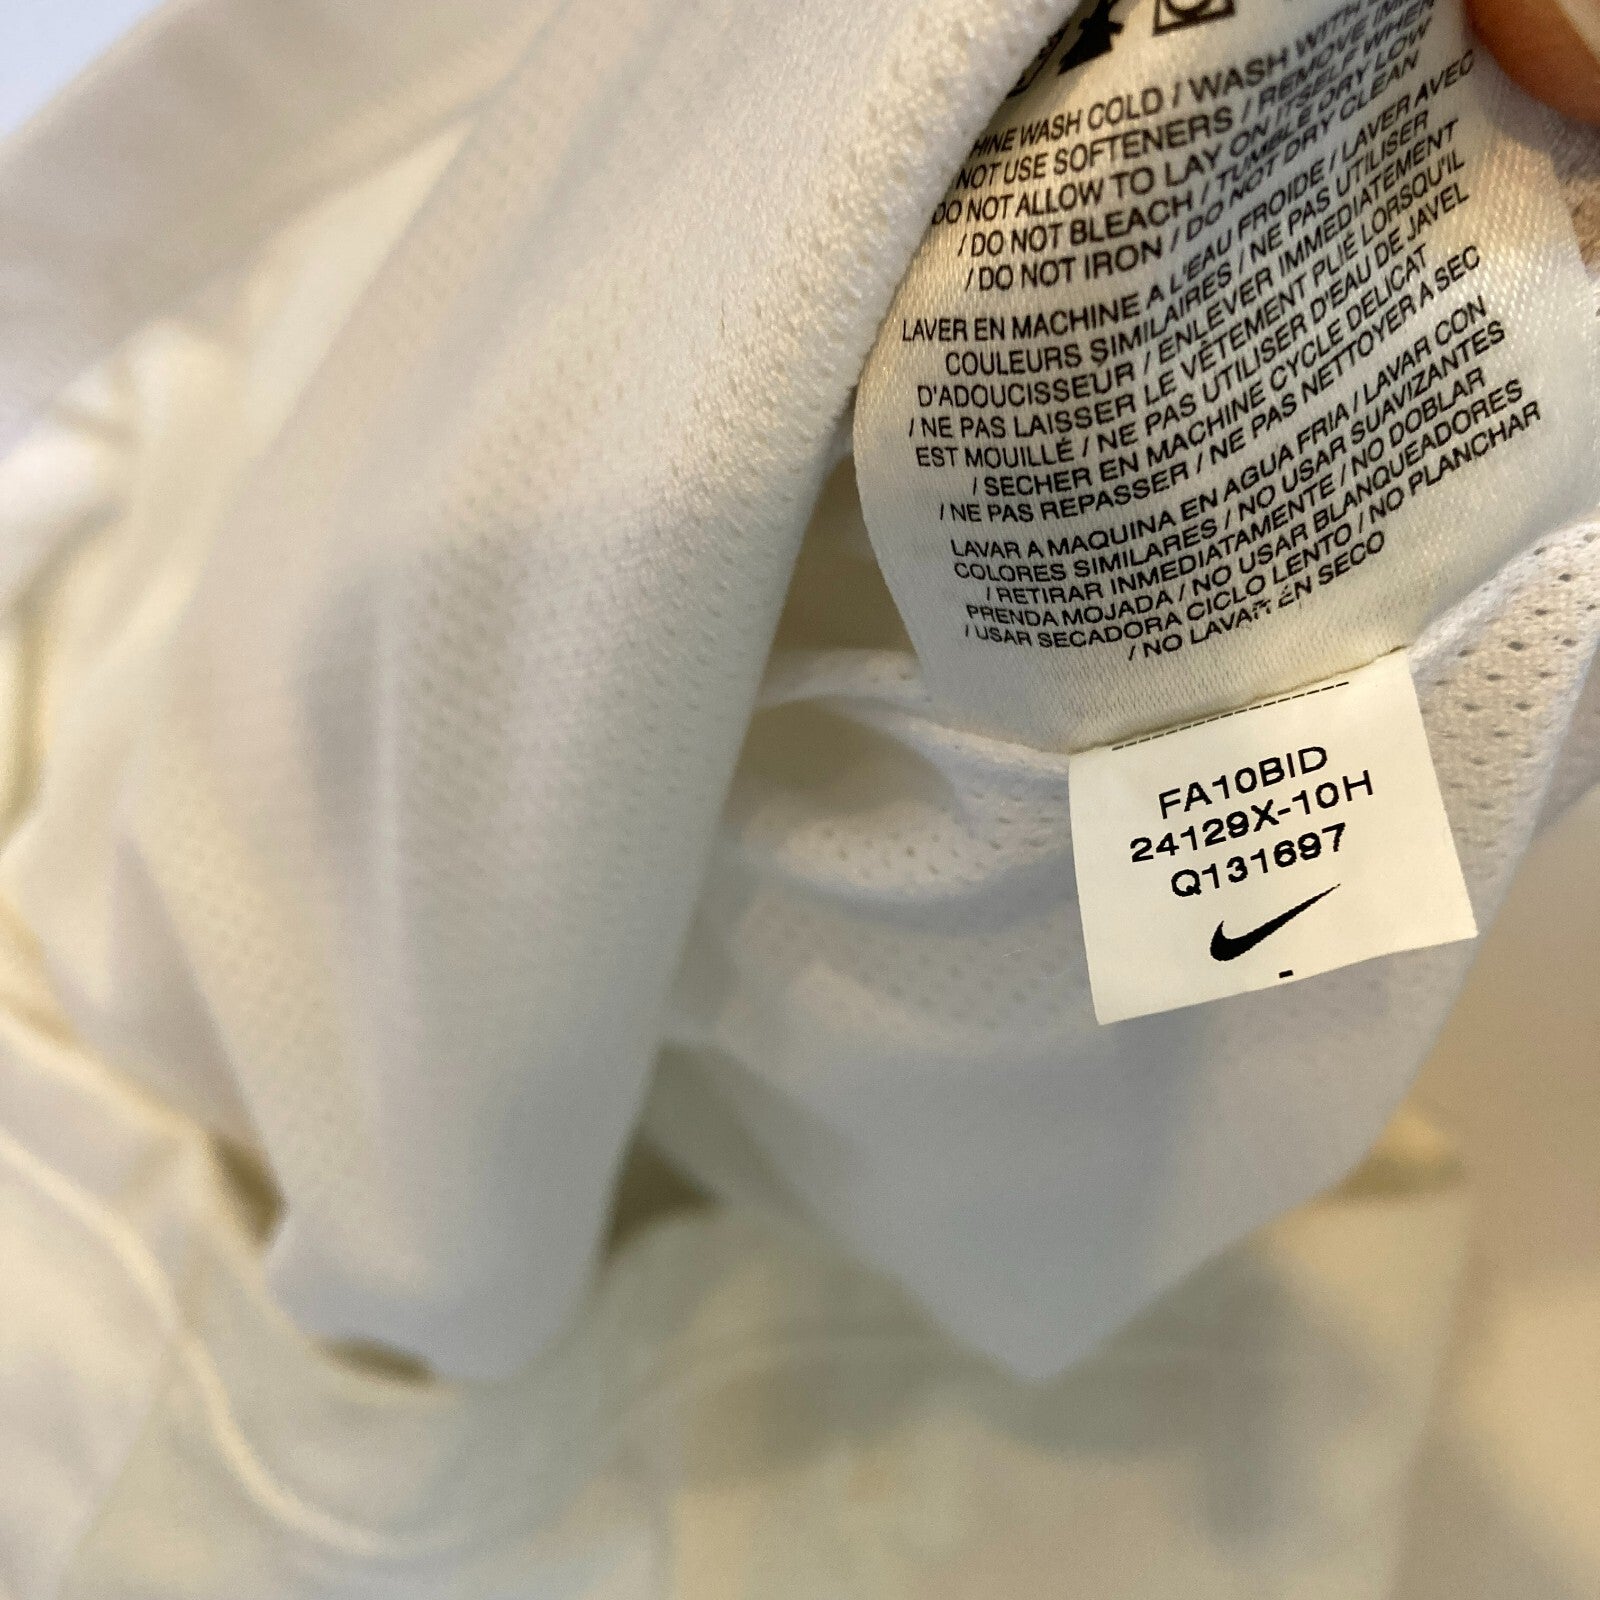 WASH COLD / WASH WITH
NOT USE SOFTENERS / REMOVE
DO NOT ALLOW TO LAY ON ITSELF WHEN
/ DO NOT BLEACH / TUMBLE DRY LOW
/ DO NOT IRON / DO NOT DRY CLEAN
LAVER EN MACHINE A L'EAU FROIDE / LAVER AVEC
COULEURS SIMILAIRES / NE PAS UTILISER
D'ADOUCISSEUR / ENLEVER IMMEDIATEMENT
/ NE PAS LAISSER LE VÊTEMENT PLIÉ LORSQU'IL
EST MOUILLÉ / NE PAS UTILISER D'EAU DE JAVEL
/ SECHER EN MACHINE CYCLE DELICAT
/ NE PAS REPASSER / NE PAS NETTOYER A SEC
LAVAR A MAQUINA EN AGUA FRIA / LAVAR CON
COLORES SIMILARES / NO USAR SUAVIZANTES
/ RETIRAR INMEDIATAMENTE / NO DOBLAR
PRENDA MOJADA / NO USAR BLANQUEADORES
/ USAR SECADORA CICLO LENTO / NO PLANCHAR
/ NO LAVAR EN SECO
FA10BID
24129X-10H
Q131697
-